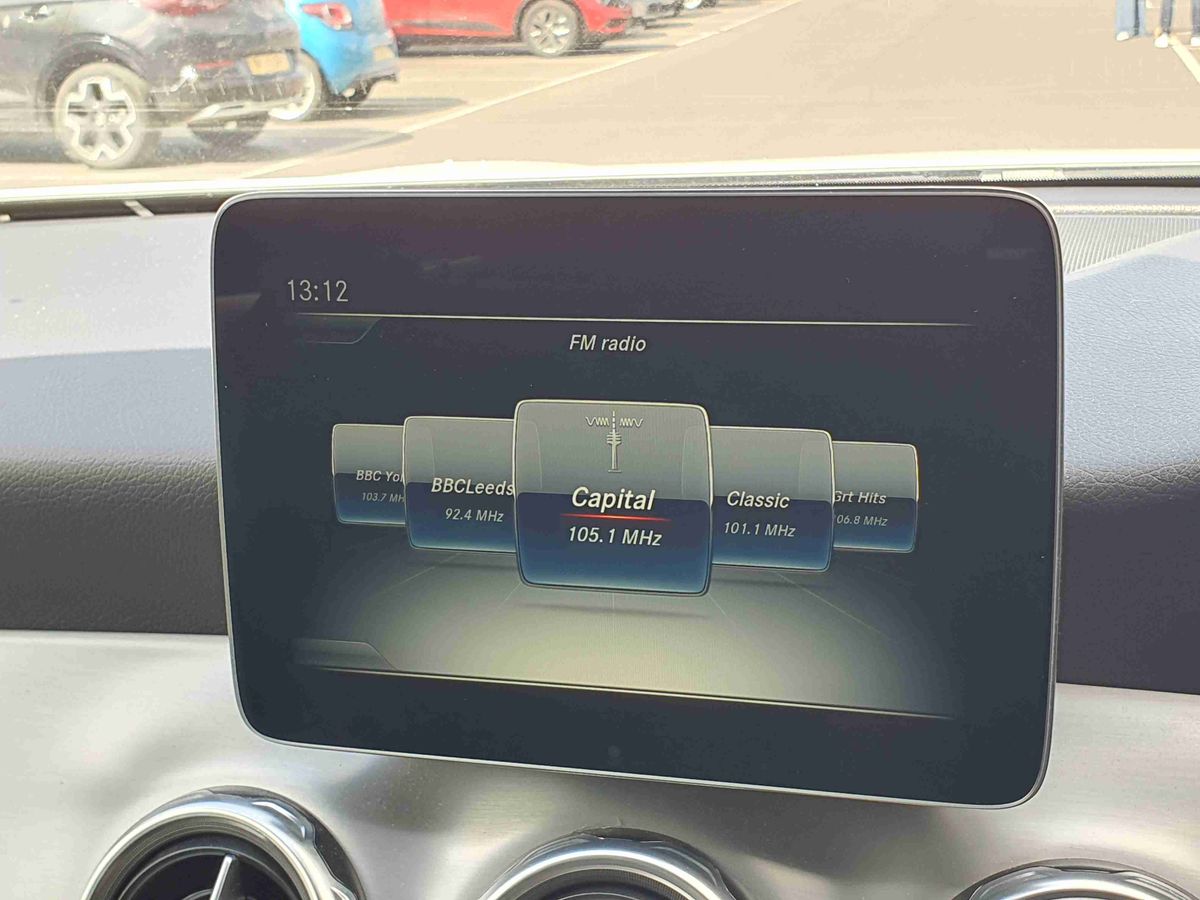 13:12
FM radio
BBC Yor
103.7 MH
BBCLeeds
92.4 MHz
Capital
105.1 MHz
Classic
101.1 MHz
Grt Hits
06.8 MHz